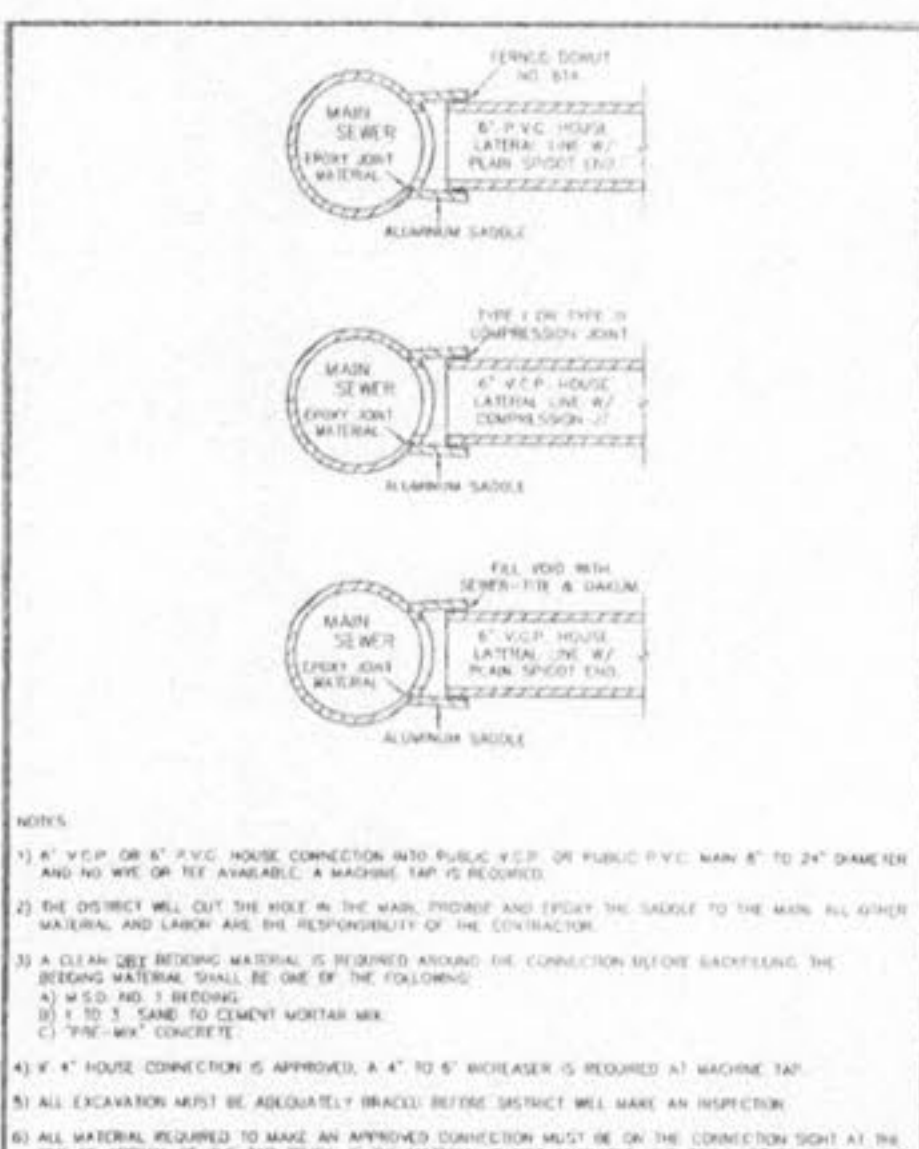 FERNCO DONUT
NO. 61A
MAIN
SEWER
EPOXY JOINT
MATERIAL
6" P.V.C. HOUSE
LATERAL LINE W/
PLAIN SPIGOT END.
ALUMINUM SADDLE
TYPE I OR TYPE III
COMPRESSION JOINT
MAIN
SEWER
EPOXY JOINT
MATERIAL
6" V.C.P. HOUSE
LATERAL LINE W/
COMPRESSION JT.
ALUMINUM SADDLE
FILL VOID WITH
SEWER-TITE & OAKUM
MAIN
SEWER
EPOXY JOINT
MATERIAL
6" V.C.P. HOUSE
LATERAL LINE W/
PLAIN SPIGOT END.
ALUMINUM SADDLE
NOTES
1) 6" V.C.P. OR 6" P.V.C. HOUSE CONNECTION INTO PUBLIC V.C.P. OR PUBLIC P.V.C. MAIN 8" TO 24" DIAMETER
AND NO WYE OR TEE AVAILABLE, A MACHINE TAP IS REQUIRED.
2) THE DISTRICT WILL CUT THE HOLE IN THE MAIN, PROVIDE AND EPOXY THE SADDLE TO THE MAIN. ALL OTHER
MATERIAL AND LABOR ARE THE RESPONSIBILITY OF THE CONTRACTOR.
3) A CLEAN DRY BEDDING MATERIAL IS REQUIRED AROUND THE CONNECTION BEFORE BACKFILLING. THE
BEDDING MATERIAL SHALL BE ONE OF THE FOLLOWING:
A) M.S.D. NO. BEDDING
B) 1 TO 3 SAND TO CEMENT MORTAR MIX
C) "PRE-MIX" CONCRETE.
4) IF 4" HOUSE CONNECTION IS APPROVED, A 4" TO 6" INCREASER IS REQUIRED AT MACHINE TAP.
5) ALL EXCAVATION MUST BE ADEQUATELY BRACED BEFORE DISTRICT WILL MAKE AN INSPECTION
6) ALL MATERIAL REQUIRED TO MAKE AN APPROVED CONNECTION MUST BE ON THE CONNECTION SIGHT AT THE